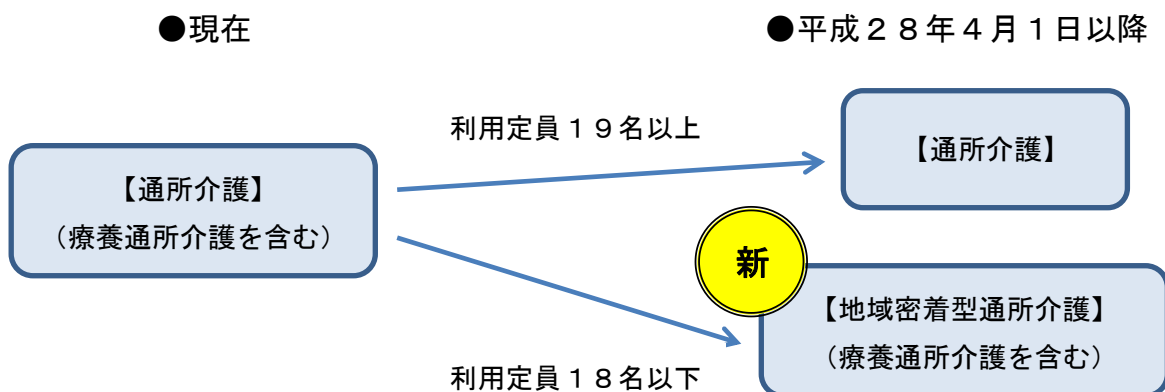 ●現在
●平成２８年４月１日以降
利用定員１９名以上
【通所介護】
【通所介護】
（療養通所介護を含む）
新
【地域密着型通所介護】
（療養通所介護を含む）
利用定員１８名以下